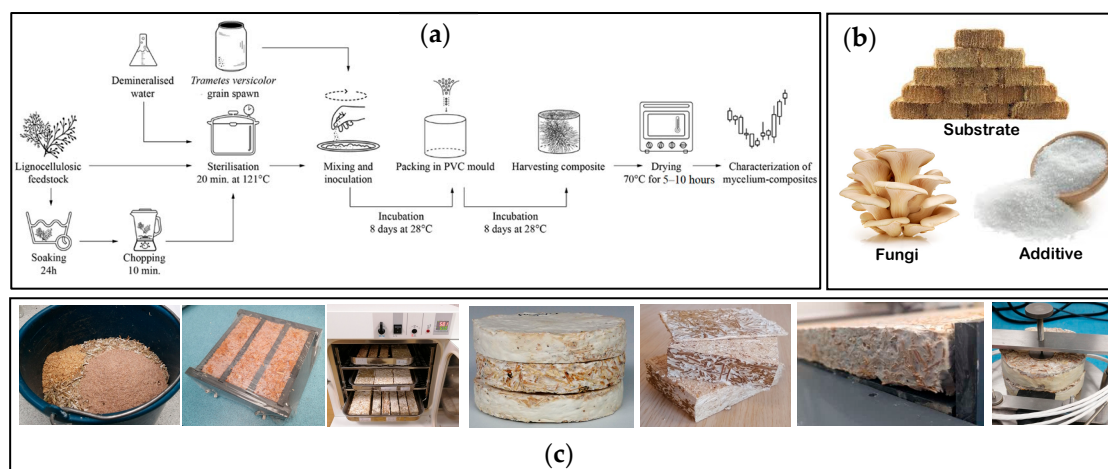 (a)
Demineralised
water
Trametes versicolor
grain spawn
Lignocellulosic
feedstock
Sterilisation
20 min. at 121°C
Mixing and
inoculation
Packing in PVC mould
Harvesting composite
Drying
70°C for 5–10 hours
Characterization of
mycelium-composites
Incubation
8 days at 28°C
Incubation
8 days at 28°C
Soaking
24h
Chopping
10 min.
(b)
Substrate
Fungi
Additive
(c)